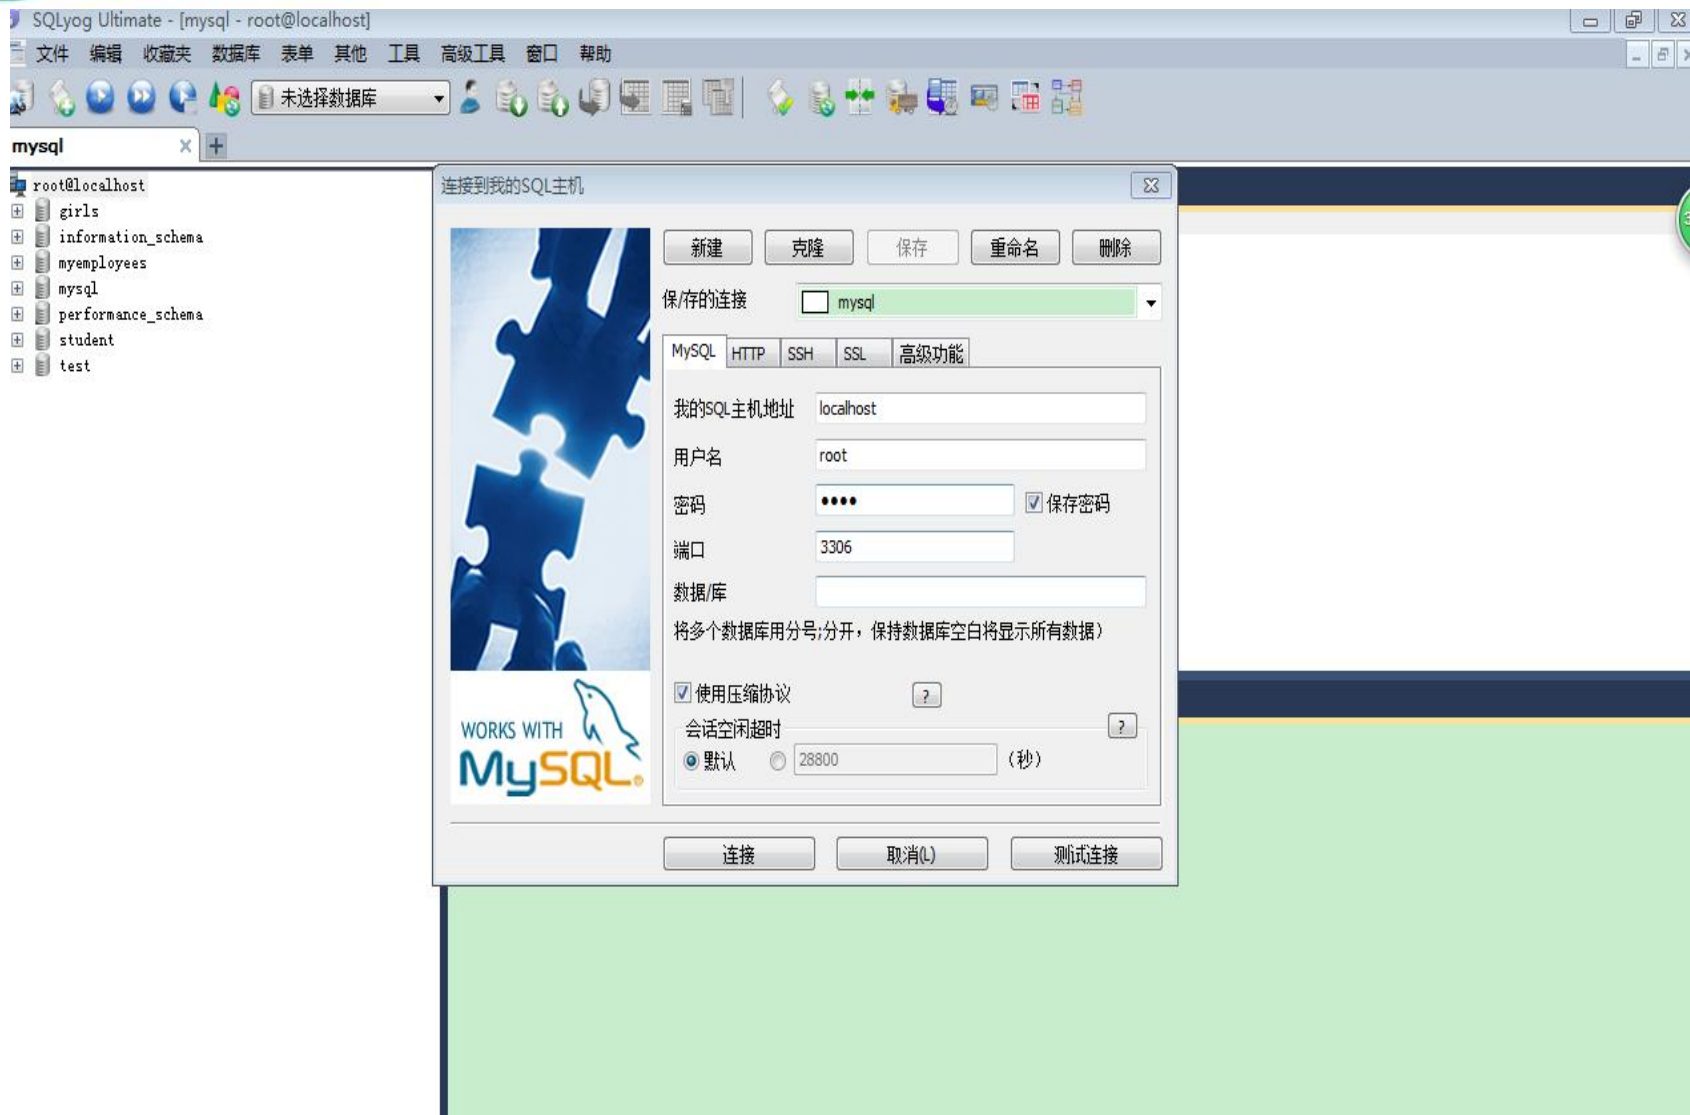 SQLyog Ultimate - [mysql - root@localhost]
文件 编辑 收藏夹 数据库 表单 其他 工具 高级工具 窗口 帮助
未选择数据库
mysql
root@localhost
girls
information_schema
myemployees
mysql
performance_schema
student
test
连接到我的SQL主机
新建 克隆 保存 重命名 删除
保/存的连接 mysql
MySQL HTTP SSH SSL 高级功能
我的SQL主机地址 localhost
用户名 root
密码 •••• 保存密码
端口 3306
数据/库
将多个数据库用分号;分开，保持数据库空白将显示所有数据）
使用压缩协议 ?
会话空闲超时 ?
默认 28800 （秒）
WORKS WITH
MySQL®
连接 取消(L) 测试连接